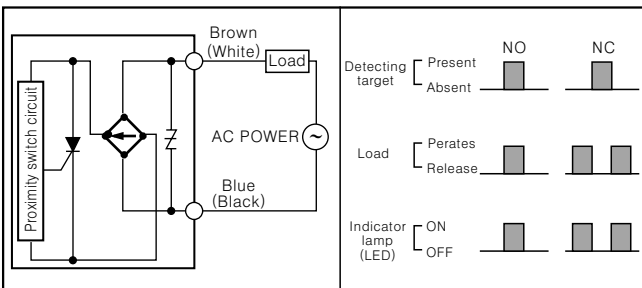 Brown
(White)
Load
Proximity switch circuit
AC POWER
~
Blue
(Black)
NO
NC
Detecting
target
Present
Absent
Load
Perates
Release
Indicator
lamp
(LED)
ON
OFF